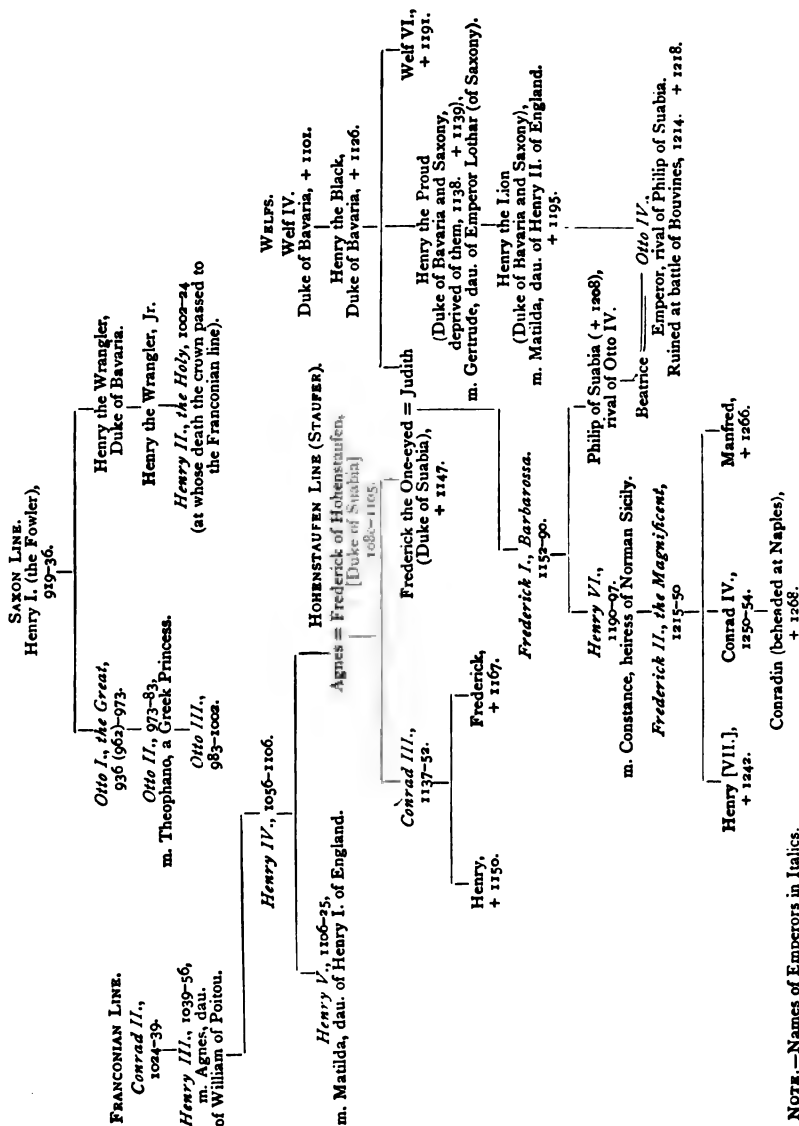 SAXON LINE.
Henry I. (the Fowler),
919-36.
Otto I., the Great,
936 (962)-973.
Otto II., 973-83,
m. Theophano, a Greek Princess.
Otto III.,
983-1002.
Henry the Wrangler,
Duke of Bavaria.
Henry the Wrangler, Jr.
Henry II., the Holy, 1002-24
(at whose death the crown passed to
the Franconian line).
FRANCONIAN LINE.
Conrad II.,
1024-39.
Henry III., 1039-56,
m. Agnes, dau.
of William of Poitou.
Henry IV., 1056-1106.
Henry V., 1106-25,
m. Matilda, dau. of Henry I. of England.
HOHENSTAUFEN LINE (STAUFER).
Agnes = Frederick of Hohenstaufen,
[Duke of Suabia]
1080-1105.
Conrad III.,
1137-52.
Henry,
+ 1150.
Frederick,
+ 1167.
Frederick the One-eyed = Judith
(Duke of Suabia),
+ 1147.
Frederick I., Barbarossa.
1152-90.
Henry VI.,
1190-97.
m. Constance, heiress of Norman Sicily.
Frederick II., the Magnificent,
1215-50
Henry [VII.],
+ 1242.
Conrad IV.,
1250-54.
Manfred,
+ 1266.
Conradin (beheaded at Naples),
+ 1268.
Philip of Suabia (+ 1208),
rival of Otto IV.
Beatrice = Otto IV.,
Emperor, rival of Philip of Suabia.
Ruined at battle of Bouvines, 1214. + 1218.
WELFS.
Welf IV.
Duke of Bavaria, + 1101.
Henry the Black,
Duke of Bavaria, + 1126.
Henry the Proud
(Duke of Bavaria and Saxony,
deprived of them, 1138. + 1139),
m. Gertrude, dau. of Emperor Lothar (of Saxony).
Welf VI.,
+ 1191.
Henry the Lion
(Duke of Bavaria and Saxony),
m. Matilda, dau. of Henry II. of England.
+ 1195.
NOTE.—Names of Emperors in Italics.